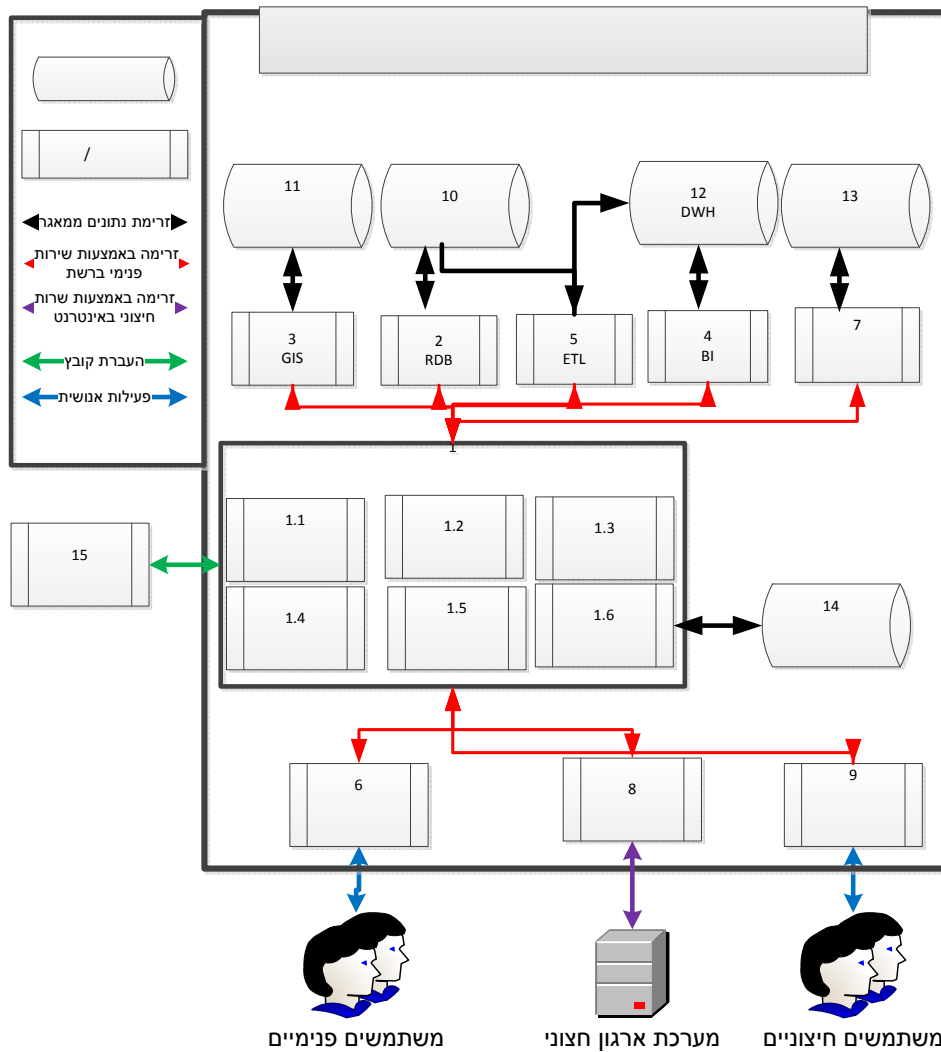 /
זרימת נתונים ממאגר
זרימה באמצעות שירות
פנימי ברשת
זרימה באמצעות שרות
חיצוני באינטרנט
העברת קובץ
פעילות אנושית
11
10
12
DWH
13
3
GIS
2
RDB
5
ETL
4
BI
7
1
1.1
1.2
1.3
1.4
1.5
1.6
15
14
6
8
9
משתמשים פנימיים
מערכת ארגון חצוני
משתמשים חיצוניים